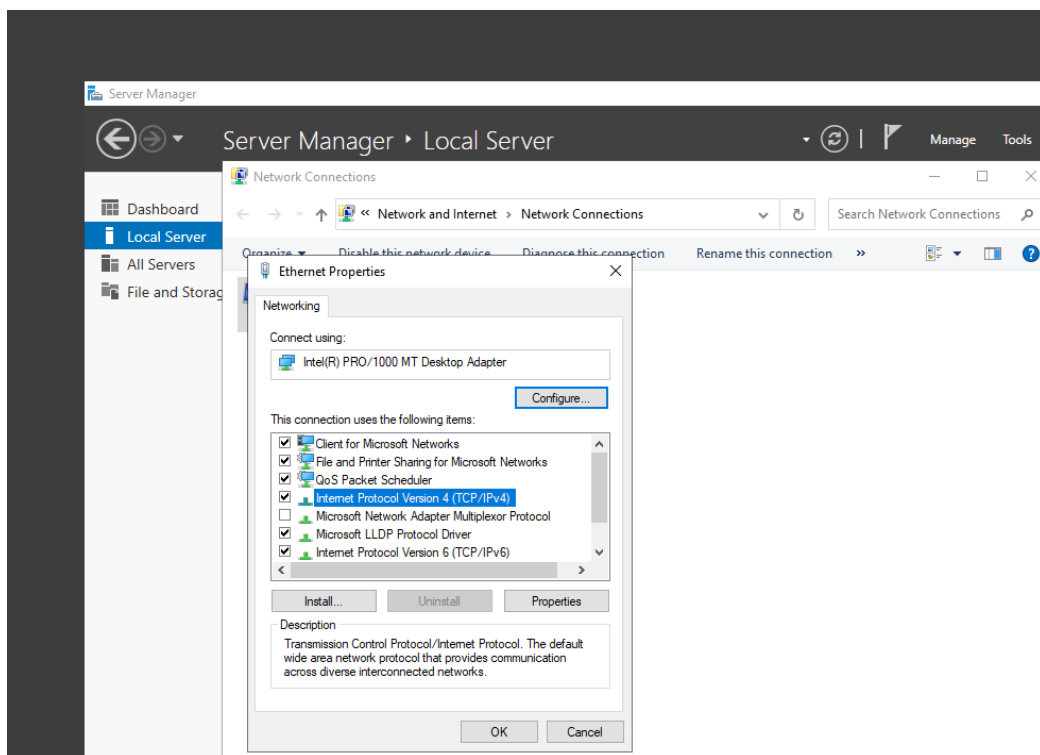 Server Manager
Server Manager ‣ Local Server
Manage Tools
Network Connections
Dashboard
Local Server
All Servers
File and Storag
« Network and Internet › Network Connections
Search Network Connections
Organize Disable this network device Diagnose this connection Rename this connection »
Ethernet Properties
Networking
Connect using:
Intel(R) PRO/1000 MT Desktop Adapter
Configure...
This connection uses the following items:
Client for Microsoft Networks
File and Printer Sharing for Microsoft Networks
QoS Packet Scheduler
Internet Protocol Version 4 (TCP/IPv4)
Microsoft Network Adapter Multiplexor Protocol
Microsoft LLDP Protocol Driver
Internet Protocol Version 6 (TCP/IPv6)
Install... Uninstall Properties
Description
Transmission Control Protocol/Internet Protocol. The default
wide area network protocol that provides communication
across diverse interconnected networks.
OK Cancel